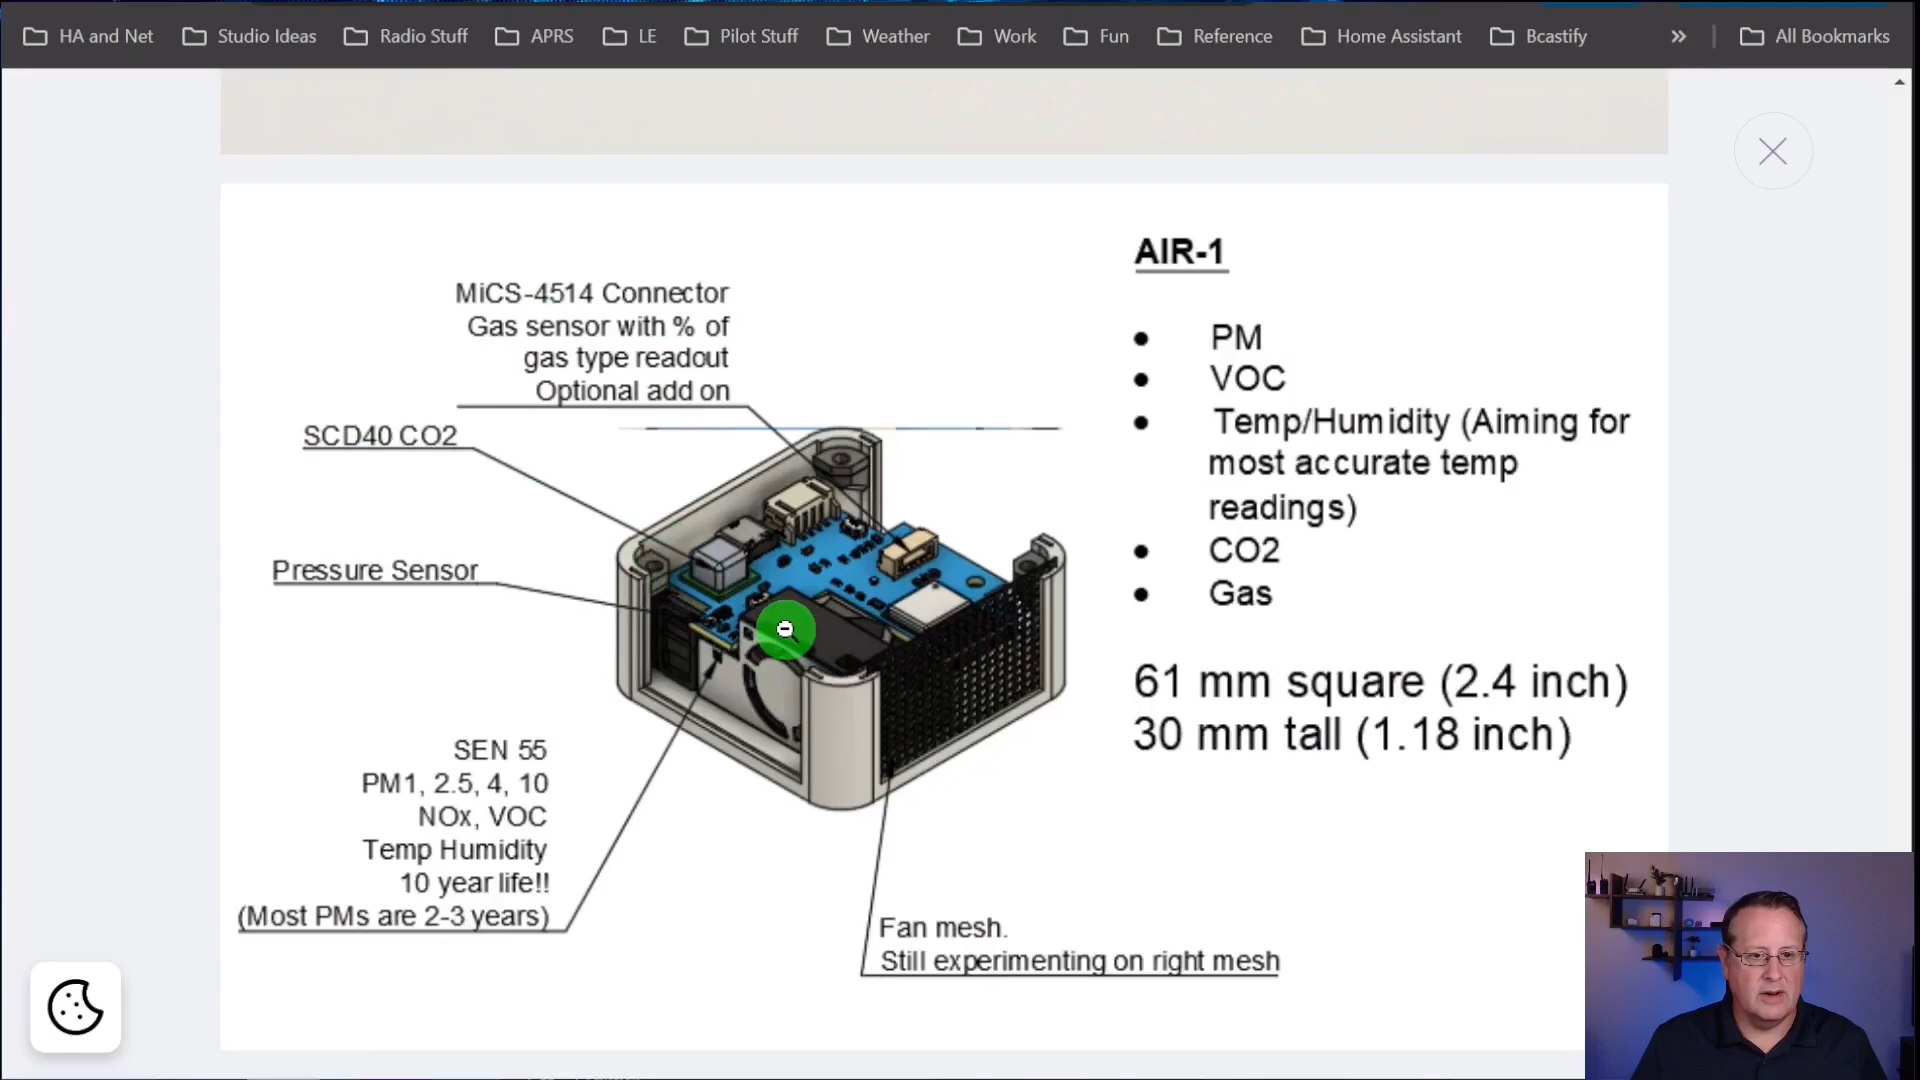 HA and Net
Studio Ideas
Radio Stuff
APRS
LE
Pilot Stuff
Weather
Work
Fun
Reference
Home Assistant
Bcastify
»
All Bookmarks
AIR-1
MiCS-4514 Connector
Gas sensor with % of
gas type readout
Optional add on
SCD40 CO2
Pressure Sensor
SEN 55
PM1, 2.5, 4, 10
NOx, VOC
Temp Humidity
10 year life!!
(Most PMs are 2-3 years)
Fan mesh.
Still experimenting on right mesh
• PM
• VOC
• Temp/Humidity (Aiming for
most accurate temp
readings)
• CO2
• Gas
61 mm square (2.4 inch)
30 mm tall (1.18 inch)